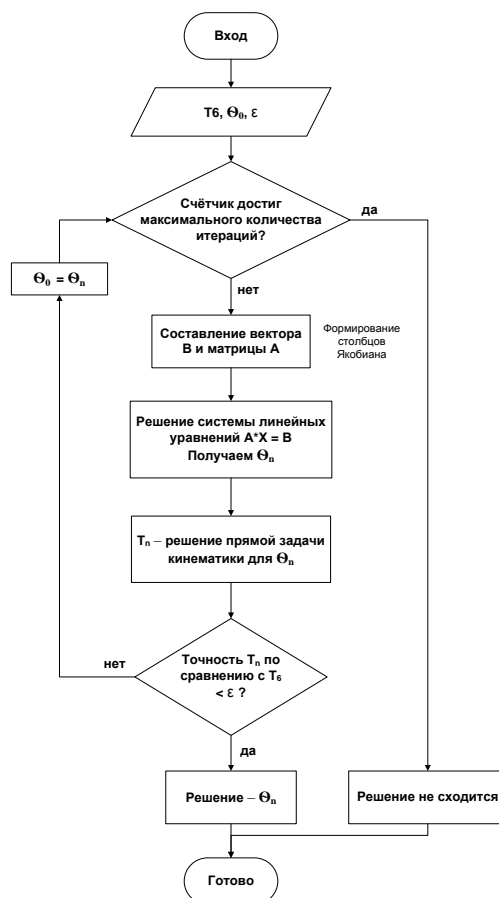 Вход
T6, Θ₀, ε
Счётчик достиг
максимального количества
итераций?
да
Θ₀ = Θₙ
нет
Составление вектора
B и матрицы A
Формирование
столбцов
Якобиана
Решение системы линейных
уравнений A*X = B
Получаем Θₙ
Tₙ – решение прямой задачи
кинематики для Θₙ
нет
Точность Tₙ по
сравнению с T₆
< ε ?
да
Решение – Θₙ
Решение не сходится
Готово